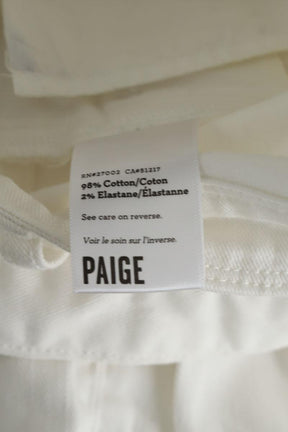 RN#27002 CA#51217
98% Cotton/Coton
2% Elastane/Élastanne
See care on reverse.
Voir le soin sur l'inverse.
PAIGE